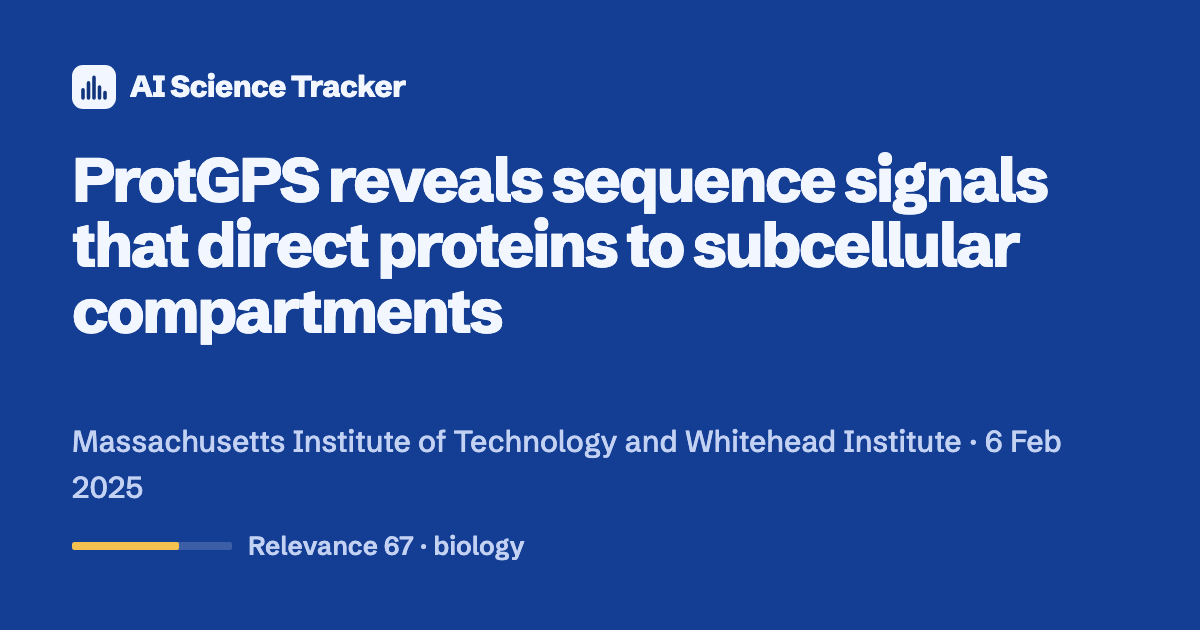 AI Science Tracker
ProtGPS reveals sequence signals
that direct proteins to subcellular
compartments
Massachusetts Institute of Technology and Whitehead Institute · 6 Feb
2025
Relevance 67 · biology